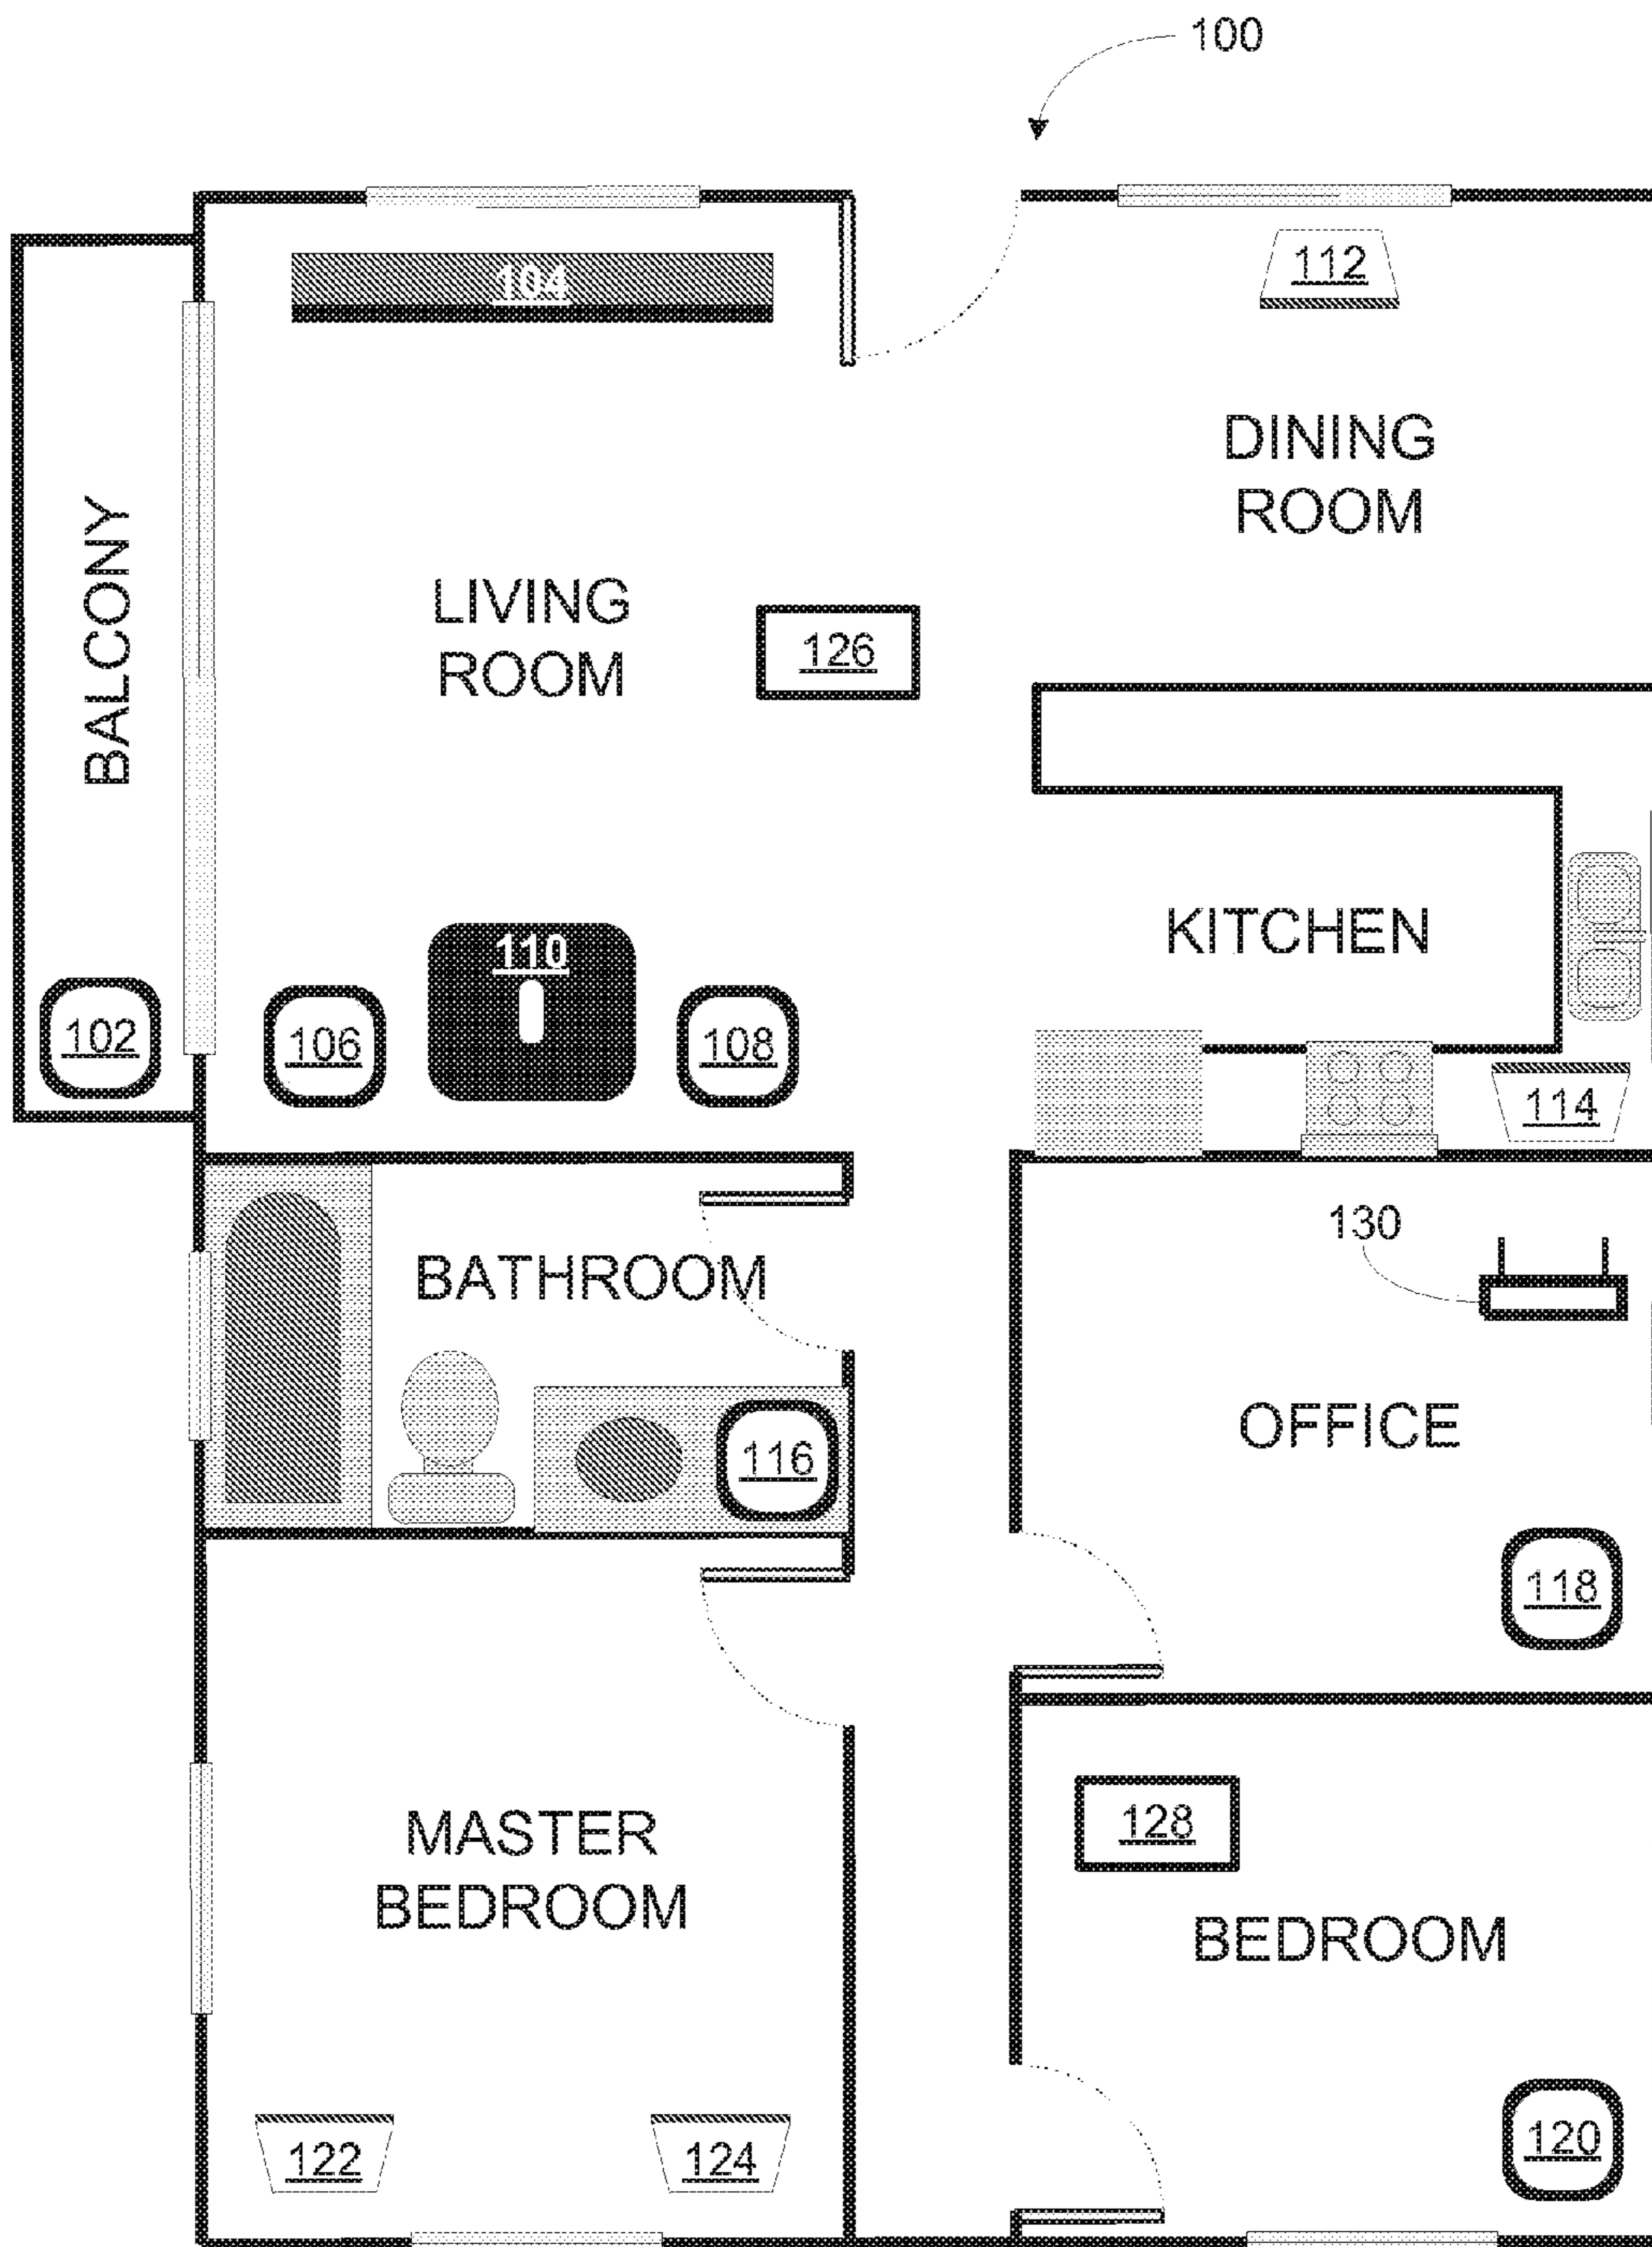 100
104
112
DINING
ROOM
BALCONY
LIVING
ROOM
126
KITCHEN
110
102
106
108
114
130
BATHROOM
OFFICE
116
118
MASTER
BEDROOM
128
BEDROOM
122
124
120